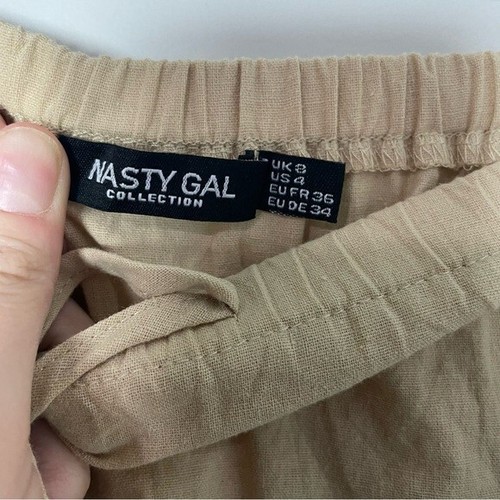 NASTY GAL
COLLECTION
UK 8
US 4
EU FR 36
EU DE 34